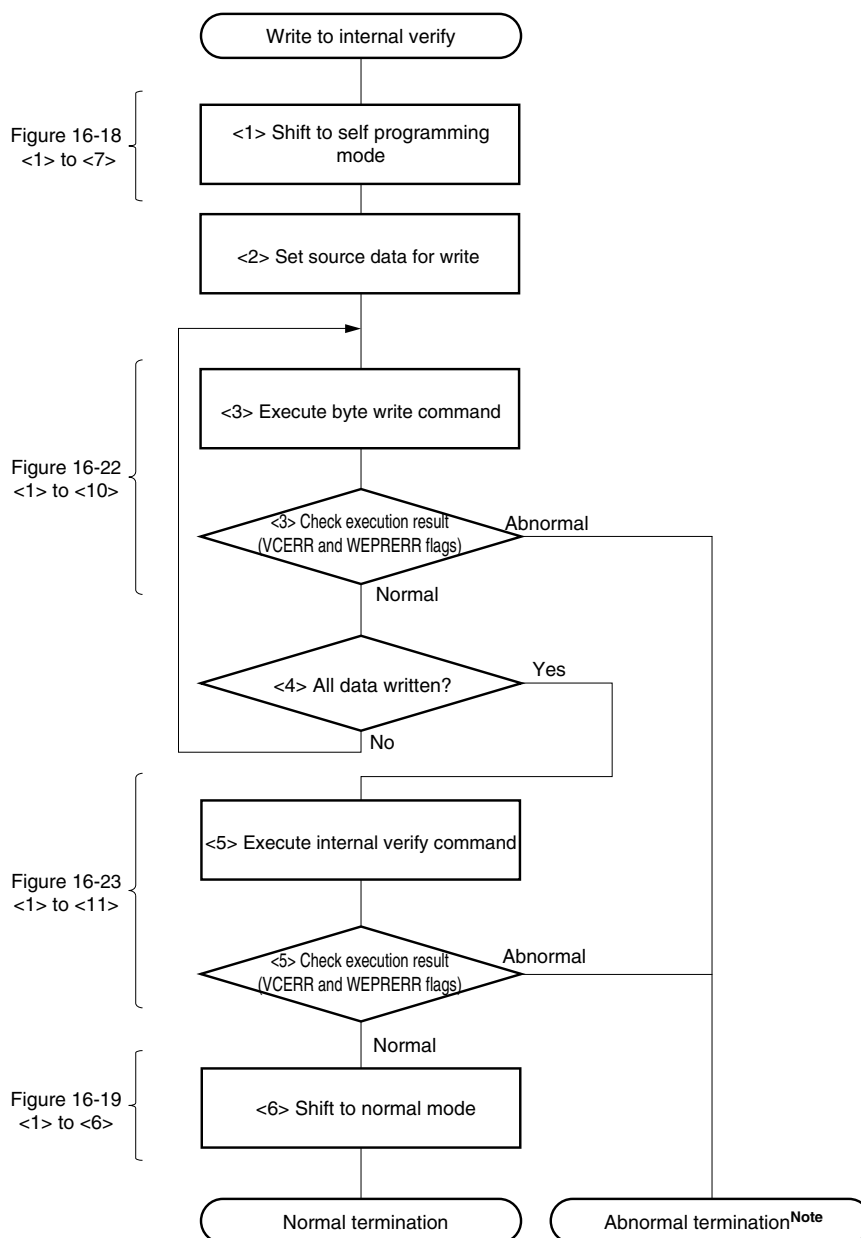 Write to internal verify
Figure 16-18
<1> to <7>
<1> Shift to self programming
mode
<2> Set source data for write
Figure 16-22
<1> to <10>
<3> Execute byte write command
<3> Check execution result
(VCERR and WEPRERR flags)
Abnormal
Normal
<4> All data written?
Yes
No
Figure 16-23
<1> to <11>
<5> Execute internal verify command
<5> Check execution result
(VCERR and WEPRERR flags)
Abnormal
Normal
Figure 16-19
<1> to <6>
<6> Shift to normal mode
Normal termination
Abnormal termination Note